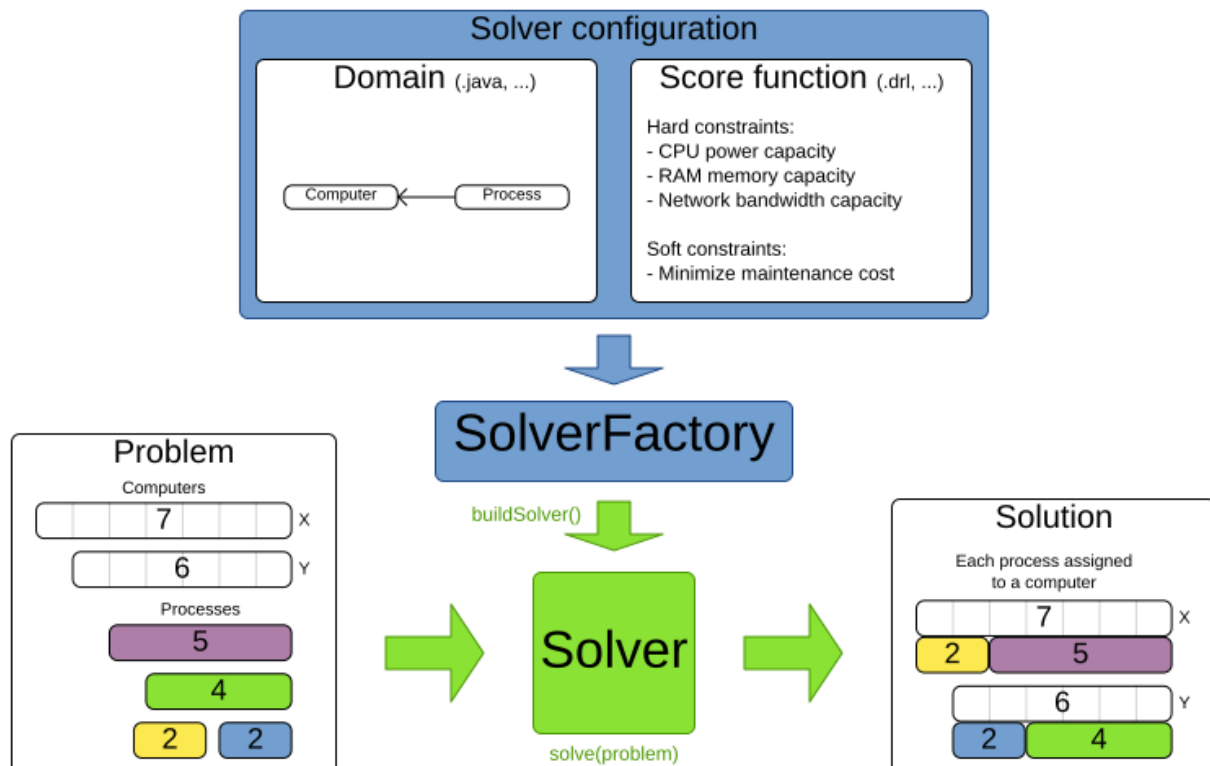 Solver configuration
Domain (.java, ...)
Computer
Process
Score function (.drl, ...)
Hard constraints:
- CPU power capacity
- RAM memory capacity
- Network bandwidth capacity
Soft constraints:
- Minimize maintenance cost
SolverFactory
buildSolver()
Problem
Computers
7 X
6 Y
Processes
5
4
2 2
Solver
solve(problem)
Solution
Each process assigned
to a computer
7 X
2 5
6 Y
2 4